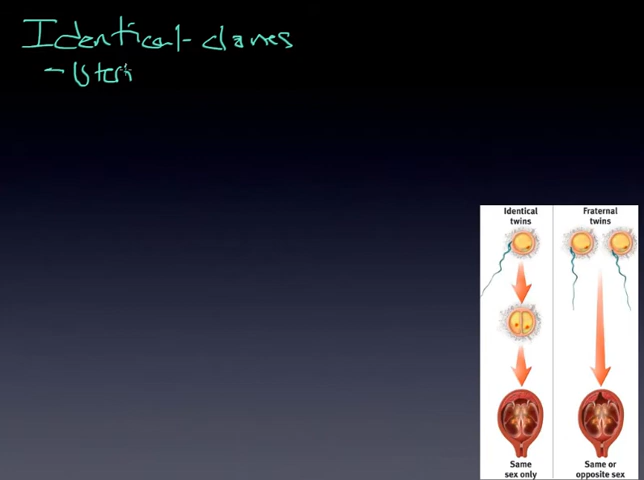 Identical - clones
Identical
twins
Fraternal
twins
Same
sex only
Same or
opposite sex